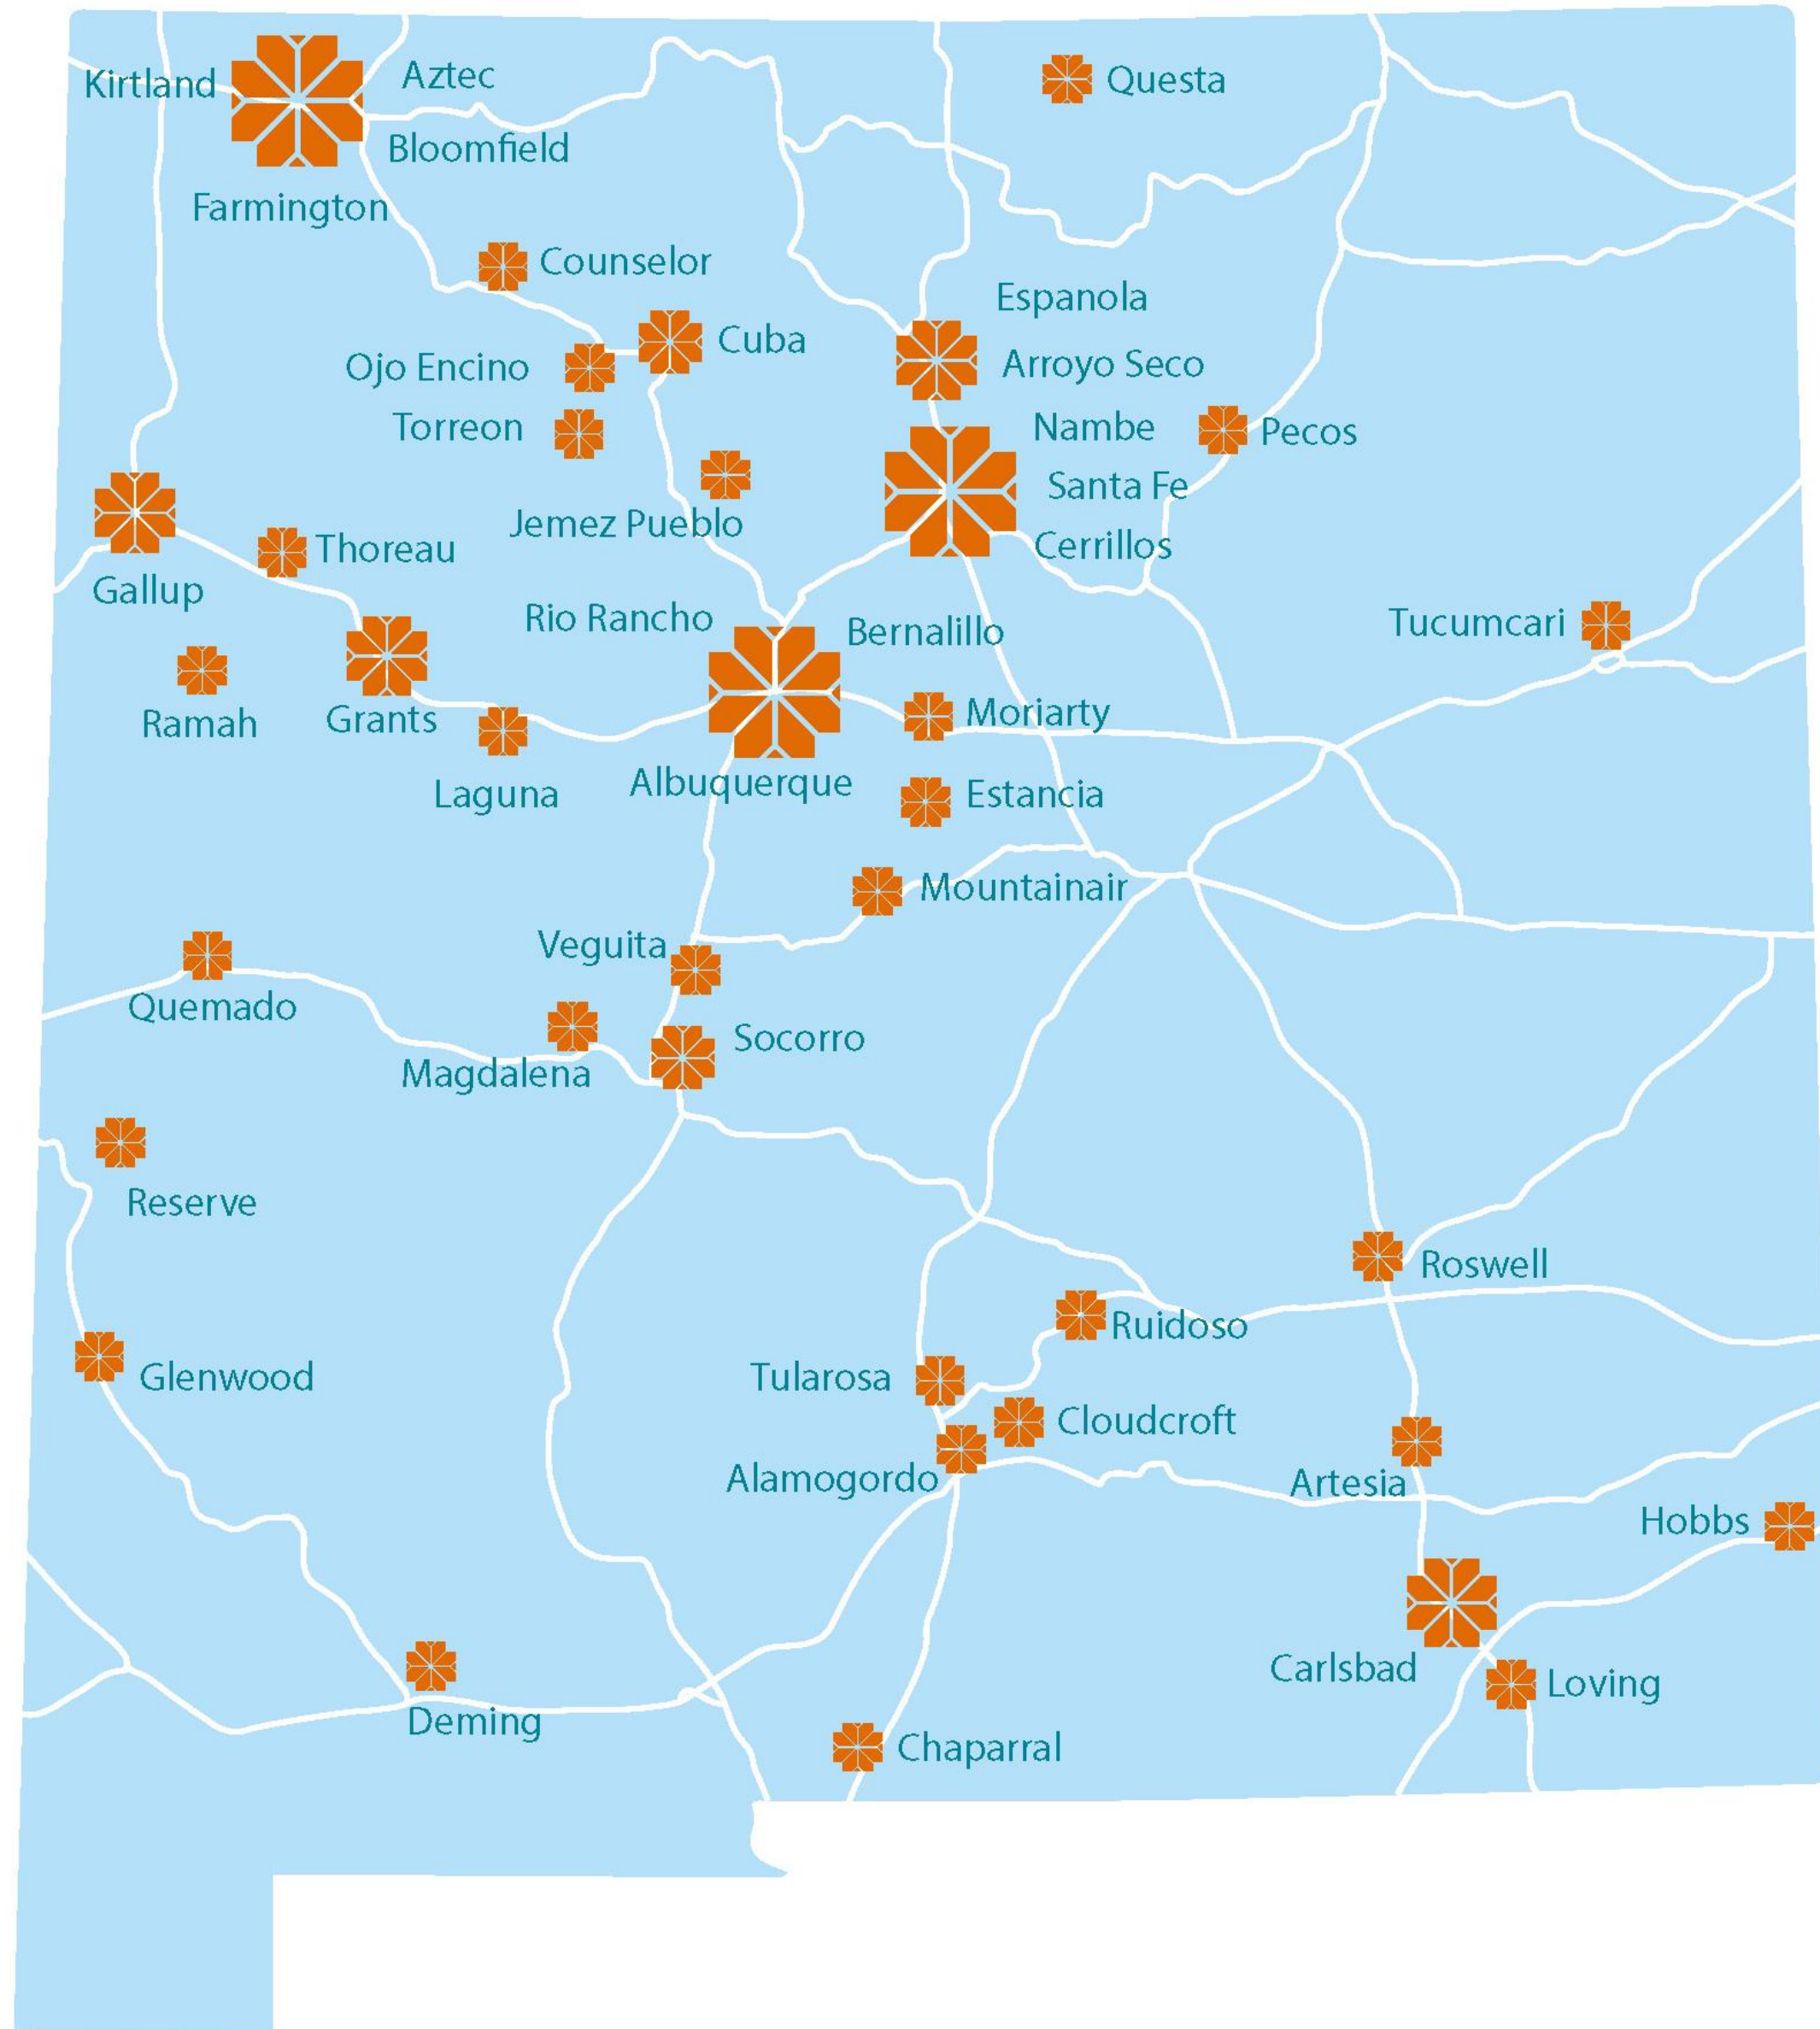 Kirtland
Aztec
Questa
Bloomfield
Farmington
Counselor
Espanola
Cuba
Ojo Encino
Arroyo Seco
Torreon
Nambe
Pecos
Santa Fe
Jemez Pueblo
Cerrillos
Thoreau
Gallup
Rio Rancho
Bernalillo
Tucumcari
Ramah
Grants
Moriarty
Laguna
Albuquerque
Estancia
Mountainair
Veguita
Quemado
Socorro
Magdalena
Reserve
Roswell
Ruidoso
Glenwood
Tularosa
Cloudcroft
Alamogordo
Artesia
Hobbs
Carlsbad
Loving
Deming
Chaparral